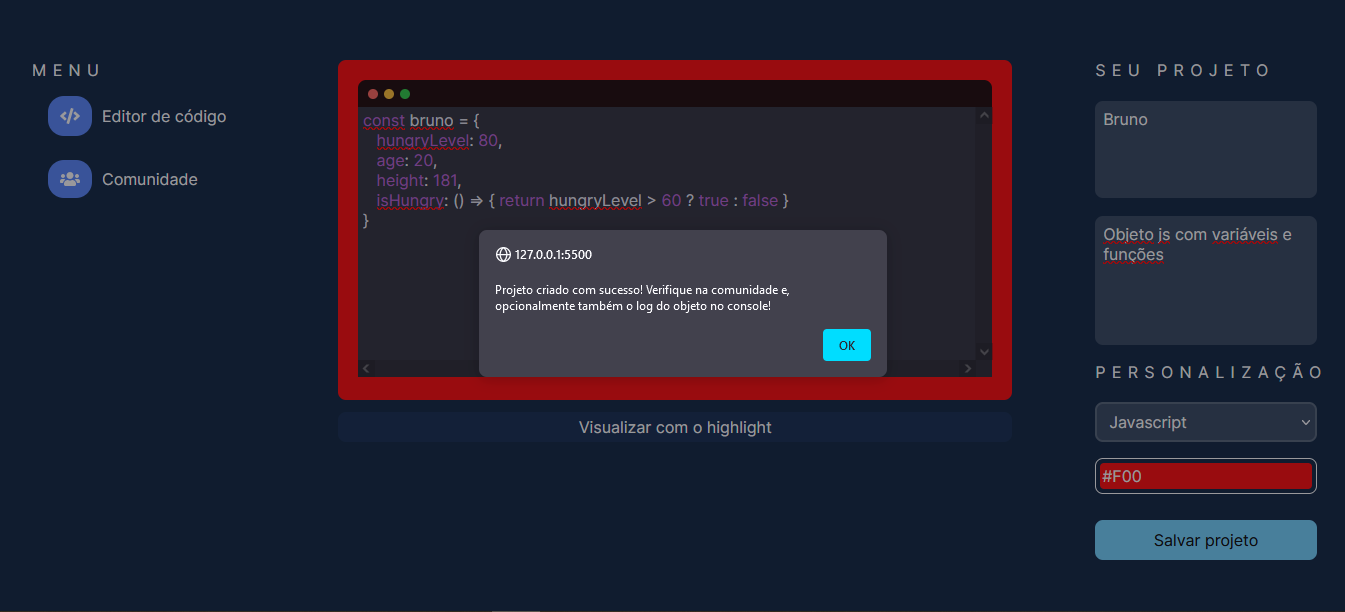 MENU
Editor de código
Comunidade
const bruno = {
hungryLevel: 80,
age: 20,
height: 181,
isHungry: () => { return hungryLevel > 60 ? true : false }
}
127.0.0.1:5500
Projeto criado com sucesso! Verifique na comunidade e,
opcionalmente também o log do objeto no console!
OK
Visualizar com o highlight
SEU PROJETO
Bruno
Objeto js com variáveis e
funções
PERSONALIZAÇÃO
Javascript
#F00
Salvar projeto